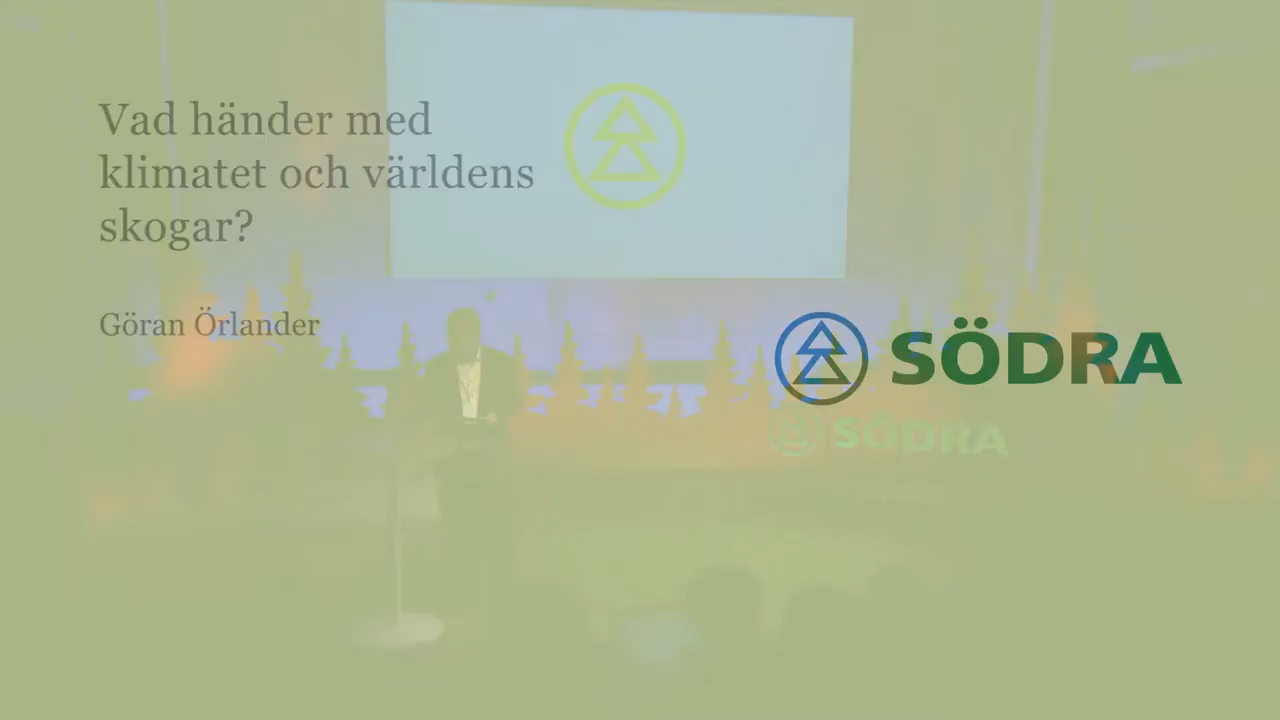 Vad händer med
klimatet och världens
skogar?
Göran Örlander
SÖDRA
SÖDRA